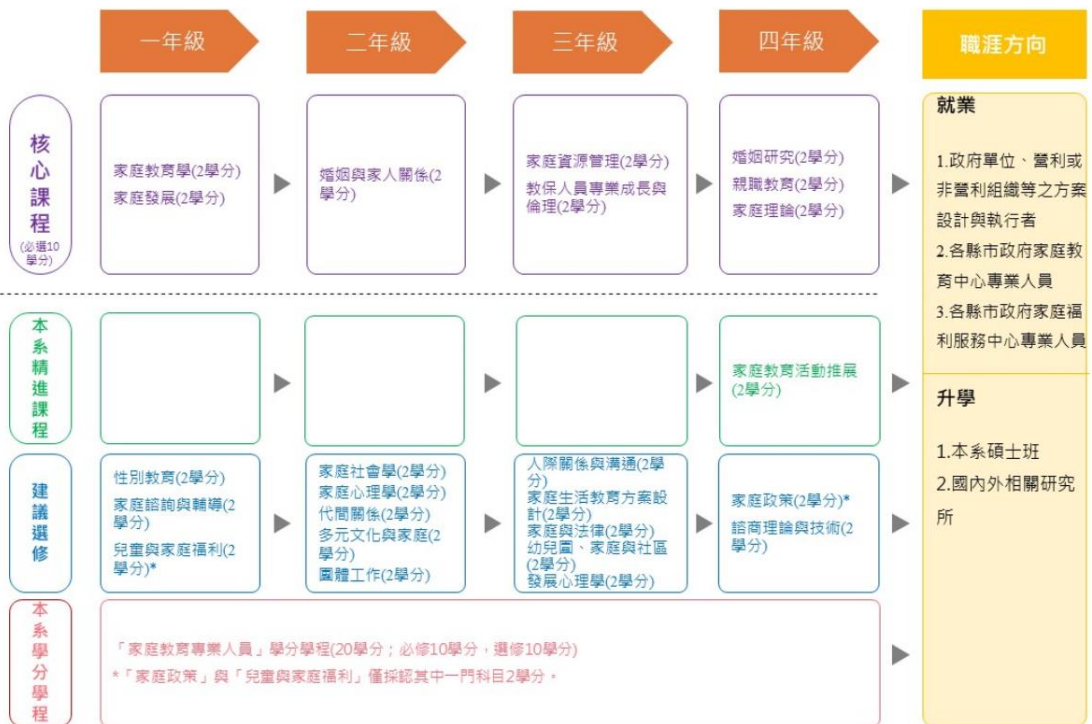 一年級
二年級
三年級
四年級
職涯方向
核心課程
(必選10
學分)
家庭教育學(2學分)
家庭發展(2學分)
婚姻與家人關係(2
學分)
家庭資源管理(2學分)
教保人員專業成長與
倫理(2學分)
婚姻研究(2學分)
親職教育(2學分)
家庭理論(2學分)
本系精進課程
家庭教育活動推展
(2學分)
建議選修
性別教育(2學分)
家庭諮詢與輔導(2
學分)
兒童與家庭福利(2
學分)*
家庭社會學(2學分)
家庭心理學(2學分)
代間關係(2學分)
多元文化與家庭(2
學分)
團體工作(2學分)
人際關係與溝通(2學
分)
家庭生活教育方案設
計(2學分)
家庭與法律(2學分)
幼兒園、家庭與社區
(2學分)
發展心理學(2學分)
家庭政策(2學分)*
諮商理論與技術(2
學分)
本系學分學程
「家庭教育專業人員」學分學程(20學分；必修10學分，選修10學分)
*「家庭政策」與「兒童與家庭福利」僅採認其中一門科目2學分。
就業
1.政府單位、營利或
非營利組織等之方案
設計與執行者
2.各縣市政府家庭教
育中心專業人員
3.各縣市政府家庭福
利服務中心專業人員
升學
1.本系碩士班
2.國內外相關研究
所